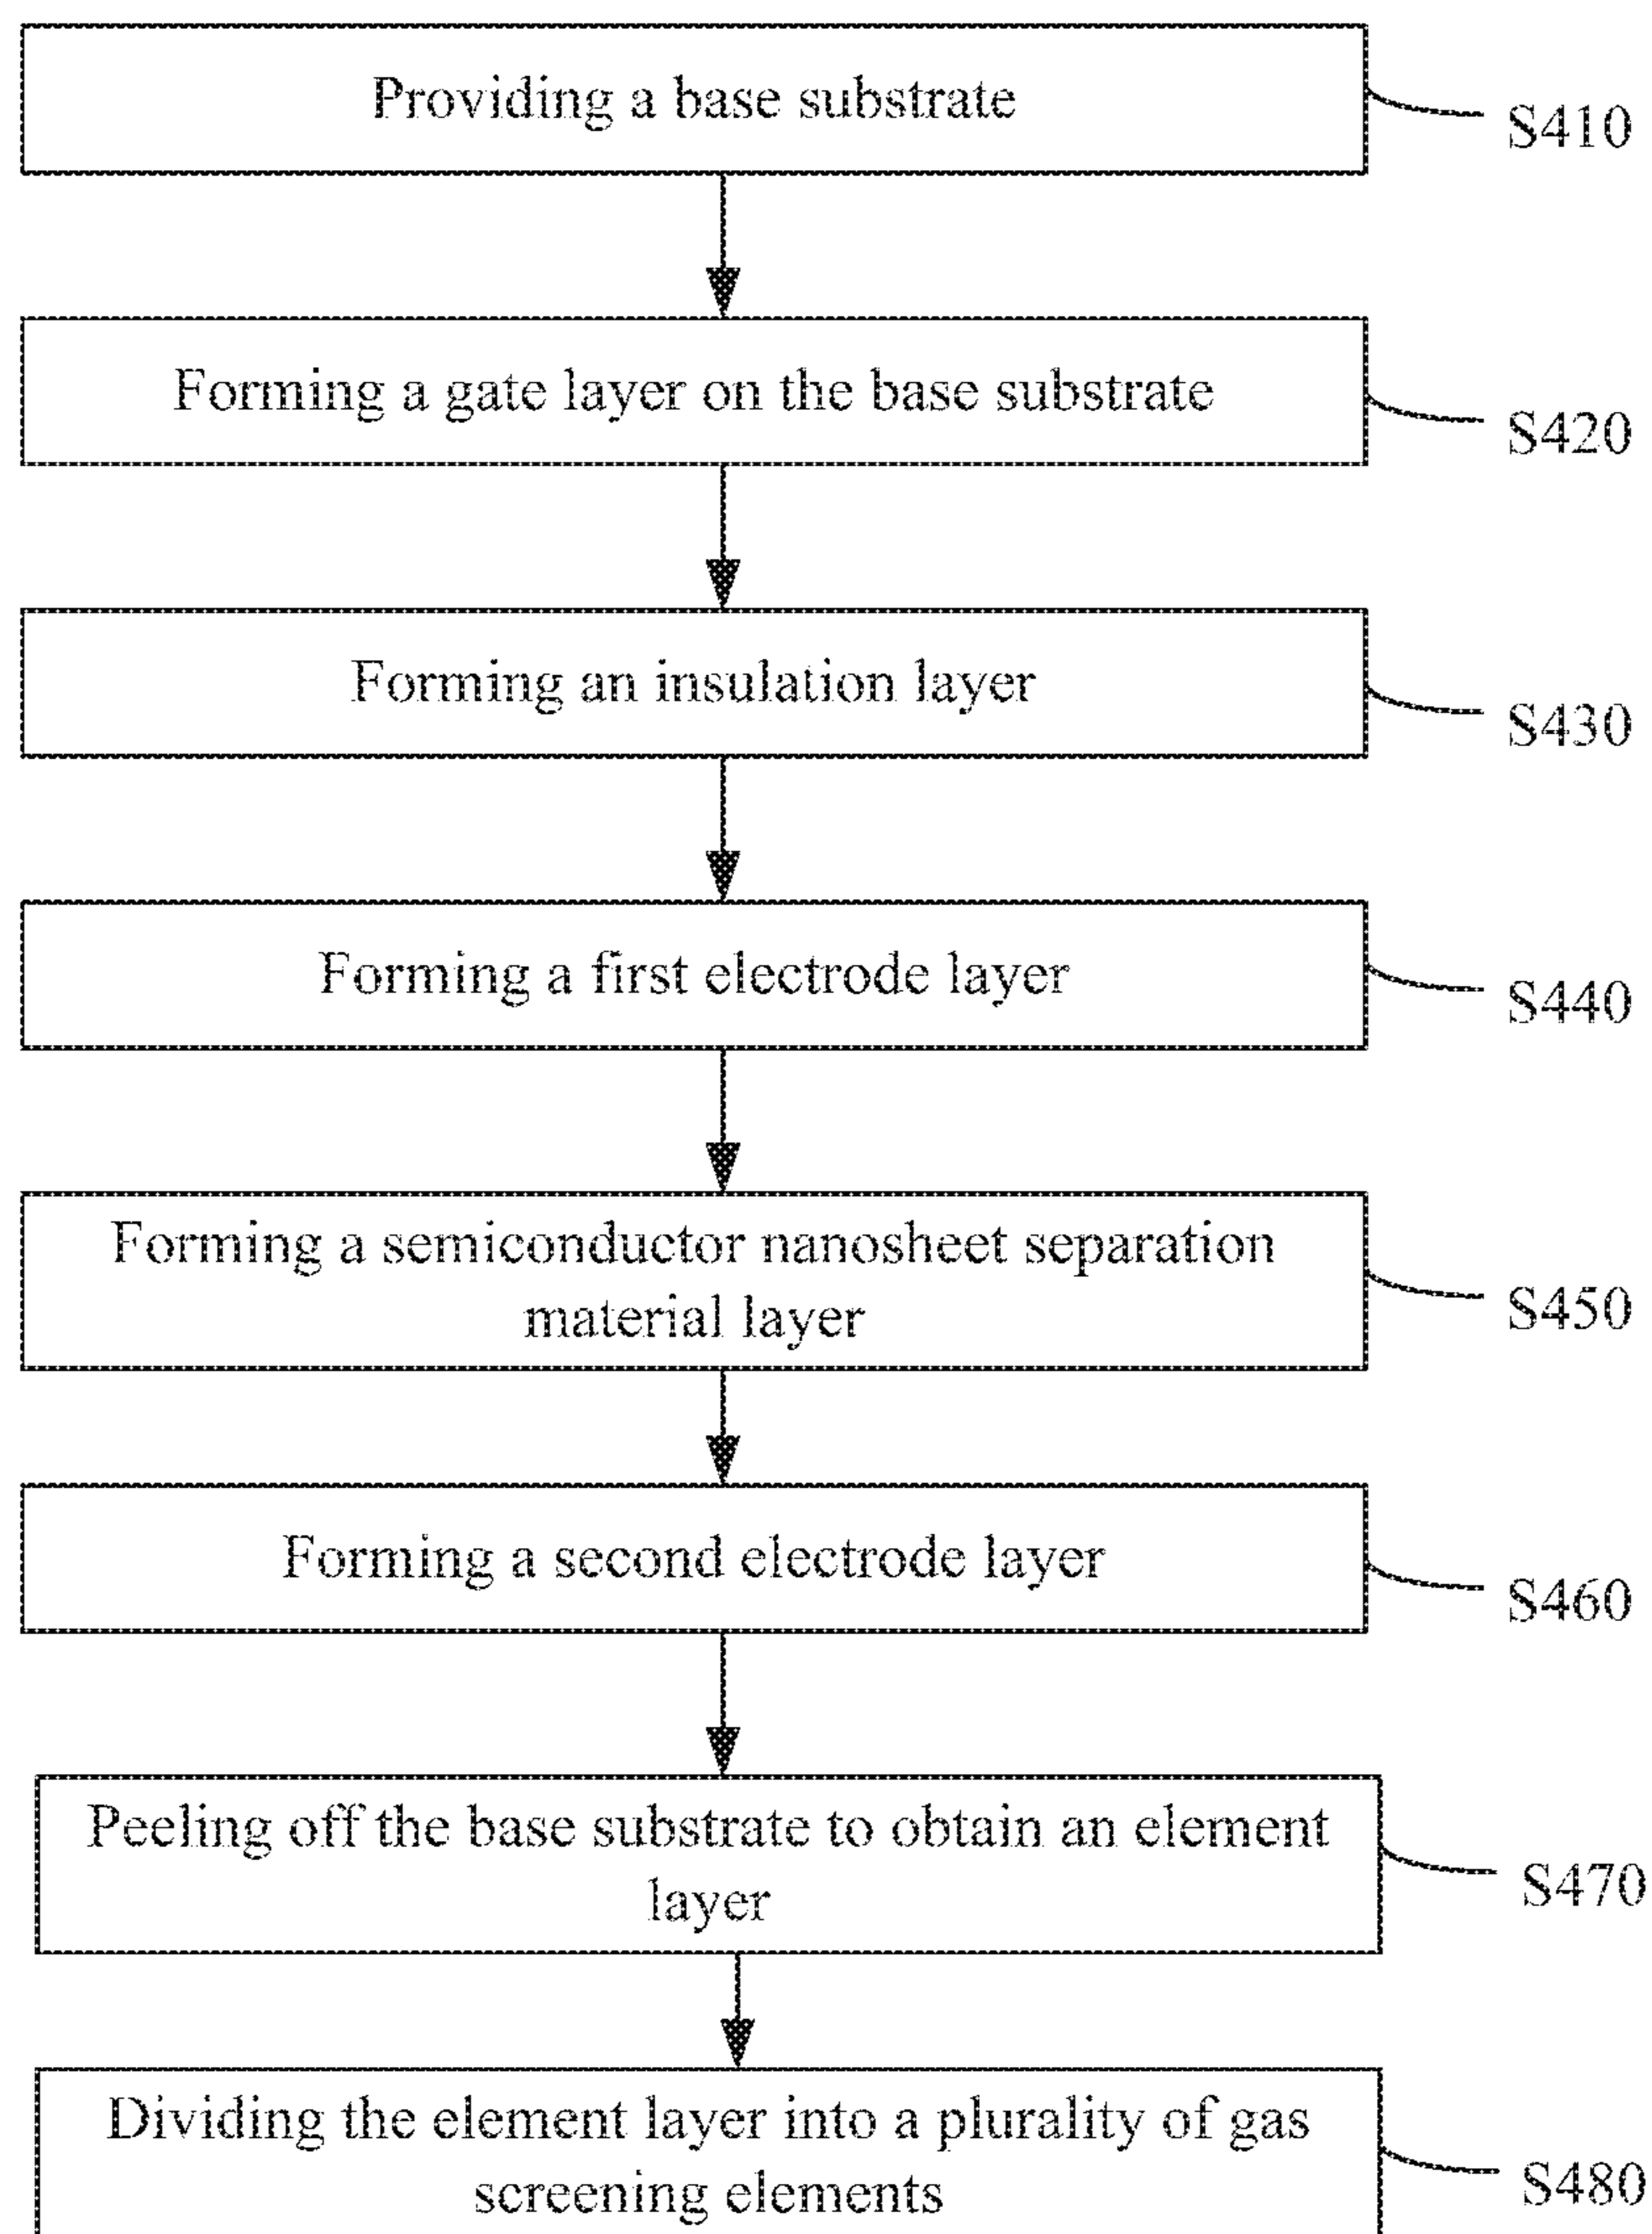 Providing a base substrate
S410
Forming a gate layer on the base substrate
S420
Forming an insulation layer
S430
Forming a first electrode layer
S440
Forming a semiconductor nanosheet separation
material layer
S450
Forming a second electrode layer
S460
Peeling off the base substrate to obtain an element
layer
S470
Dividing the element layer into a plurality of gas
screening elements
S480